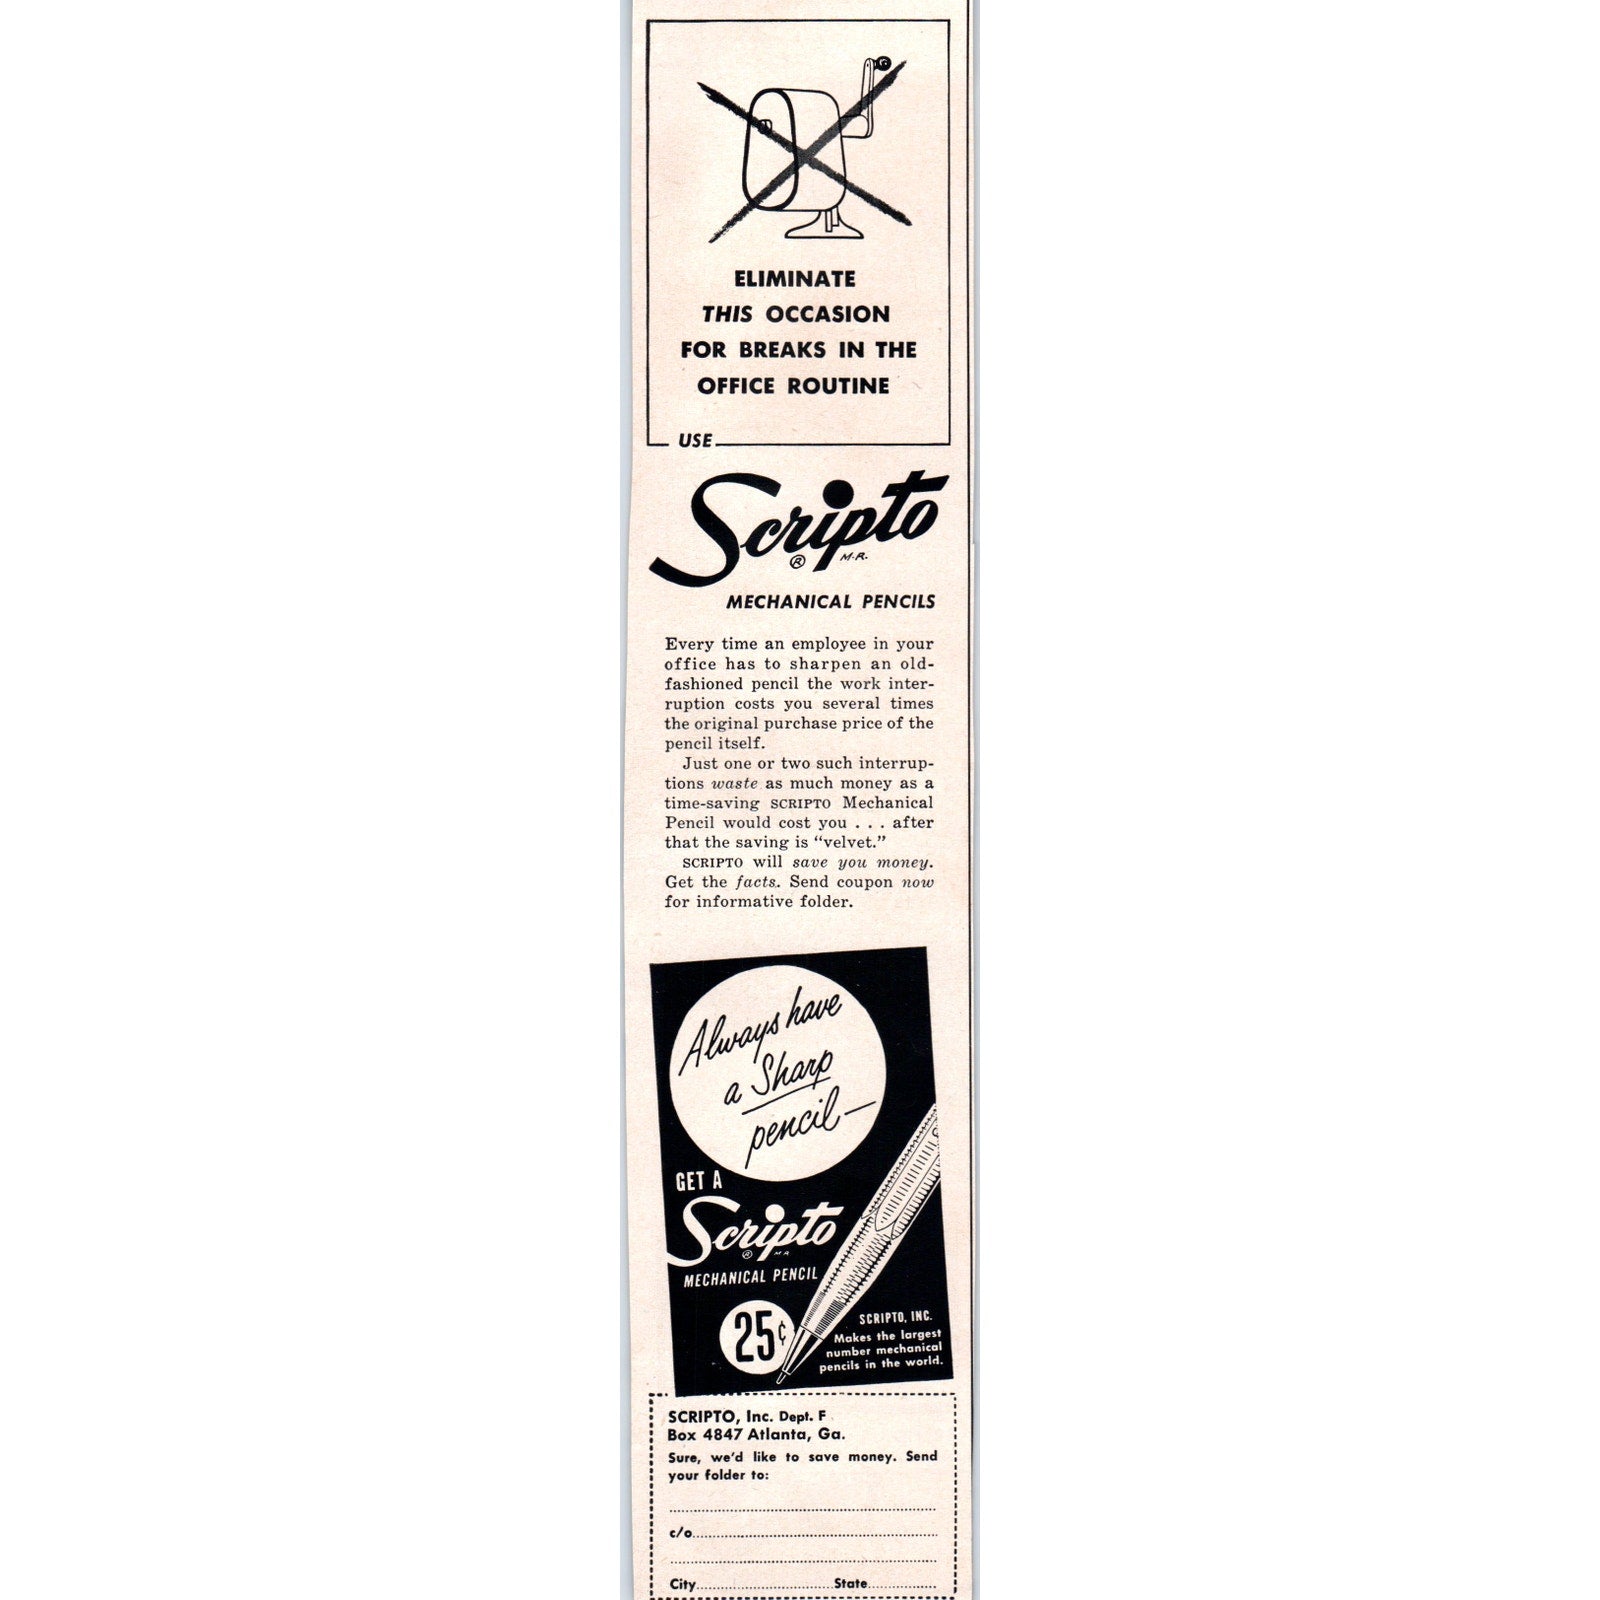 ELIMINATE
THIS OCCASION
FOR BREAKS IN THE
OFFICE ROUTINE
USE
Scripto
® M.R.
MECHANICAL PENCILS
Every time an employee in your
office has to sharpen an old-
fashioned pencil the work inter-
ruption costs you several times
the original purchase price of the
pencil itself.
Just one or two such interrup-
tions waste as much money as a
time-saving SCRIPTO Mechanical
Pencil would cost you . . . after
that the saving is “velvet.”
SCRIPTO will save you money.
Get the facts. Send coupon now
for informative folder.
Always have
a Sharp
pencil—
GET A
Scripto
® M R
MECHANICAL PENCIL
25¢
SCRIPTO, INC.
Makes the largest
number mechanical
pencils in the world.
SCRIPTO, Inc. Dept. F
Box 4847 Atlanta, Ga.
Sure, we'd like to save money. Send
your folder to:
c/o
City State